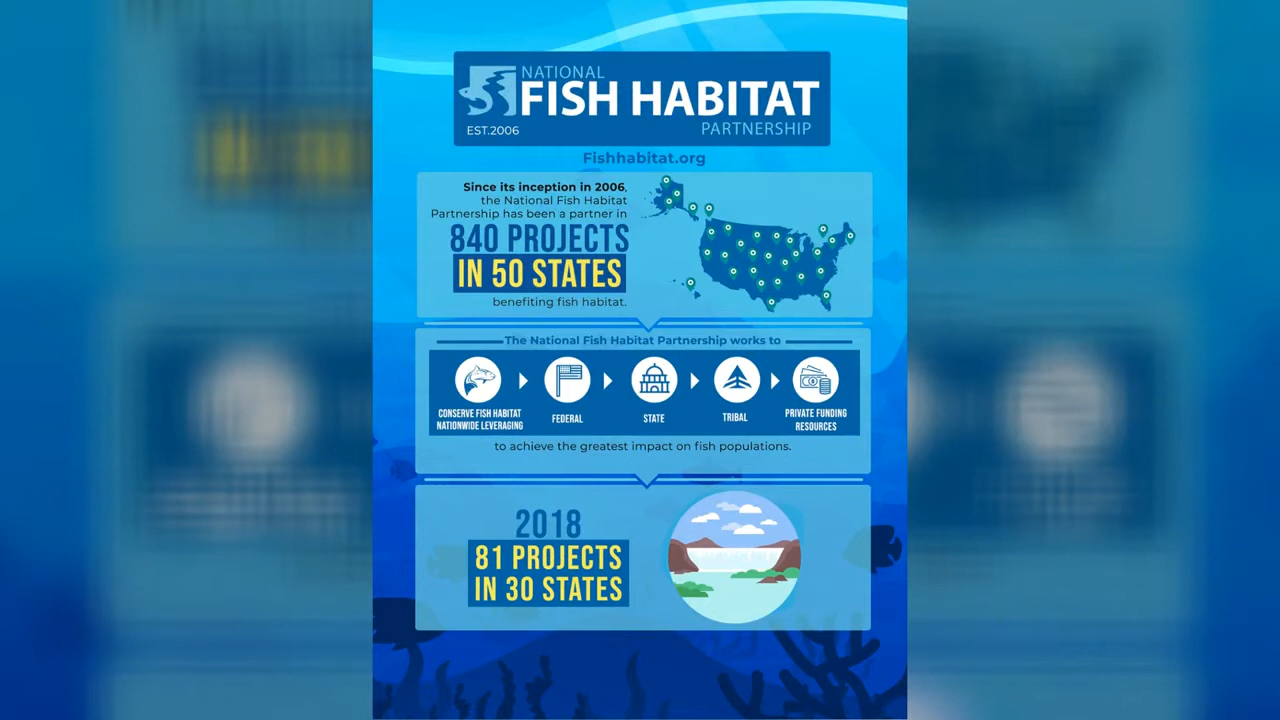 NATIONAL
FISH HABITAT
PARTNERSHIP
EST.2006
Fishhabitat.org
Since its inception in 2006,
the National Fish Habitat
Partnership has been a partner in
840 PROJECTS
IN 50 STATES
benefiting fish habitat.
The National Fish Habitat Partnership works to
CONSERVE FISH HABITAT
NATIONWIDE LEVERAGING
FEDERAL
STATE
TRIBAL
PRIVATE FUNDING
RESOURCES
to achieve the greatest impact on fish populations.
2018
81 PROJECTS
IN 30 STATES